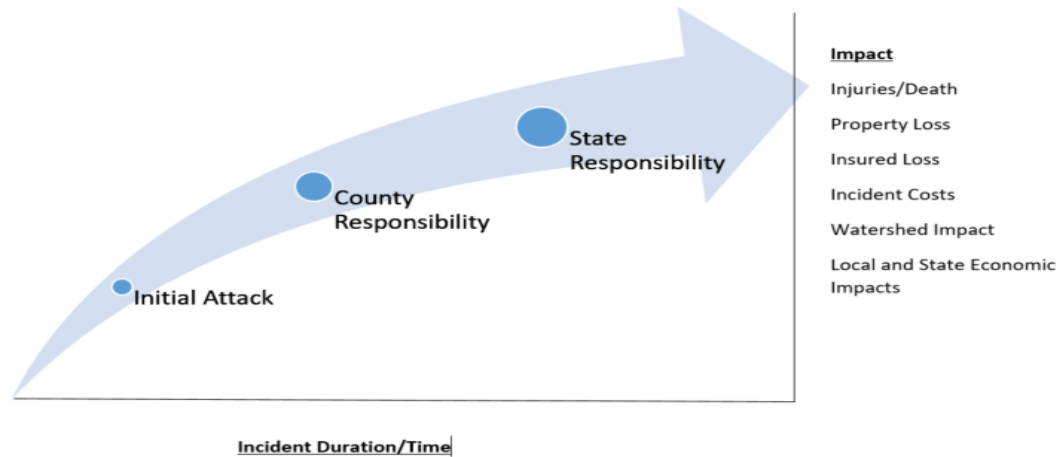 Impact
Injuries/Death
Property Loss
Insured Loss
Incident Costs
Watershed Impact
Local and State Economic
Impacts
State
Responsibility
County
Responsibility
Initial Attack
Incident Duration/Time